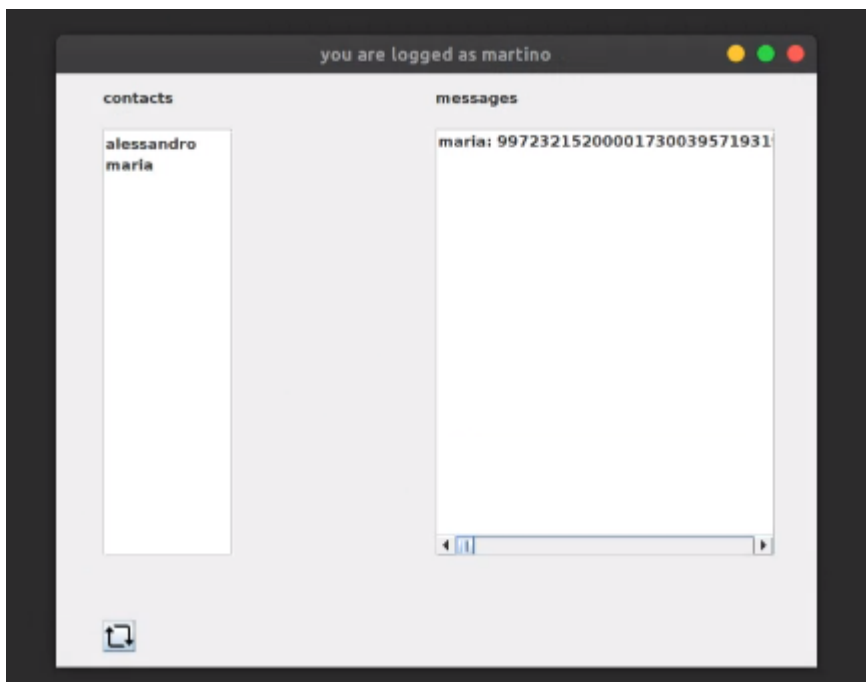 you are logged as martino
contacts
messages
alessandro
maria
maria: 99723215200001730039571931